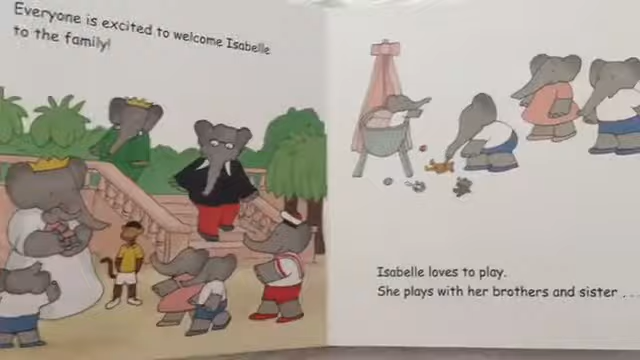 Everyone is excited to welcome Isabelle
to the family!
Isabelle loves to play.
She plays with her brothers and sister . . .